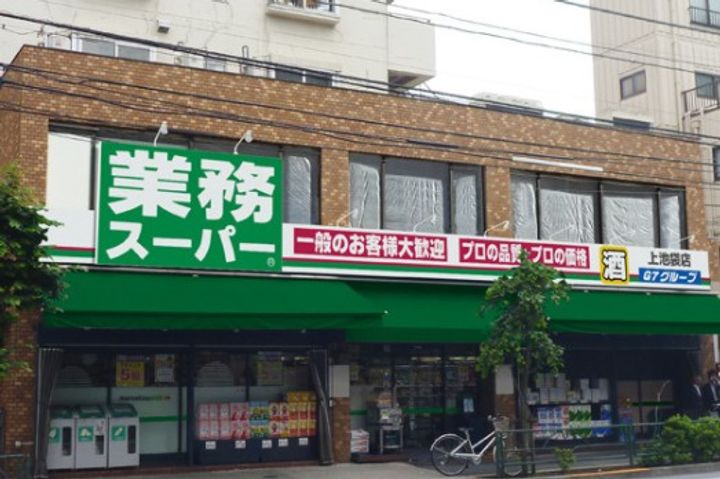 業務
スーパー
®
一般のお客様大歓迎
プロの品質・プロの価格
酒
上池袋店
G7グループ